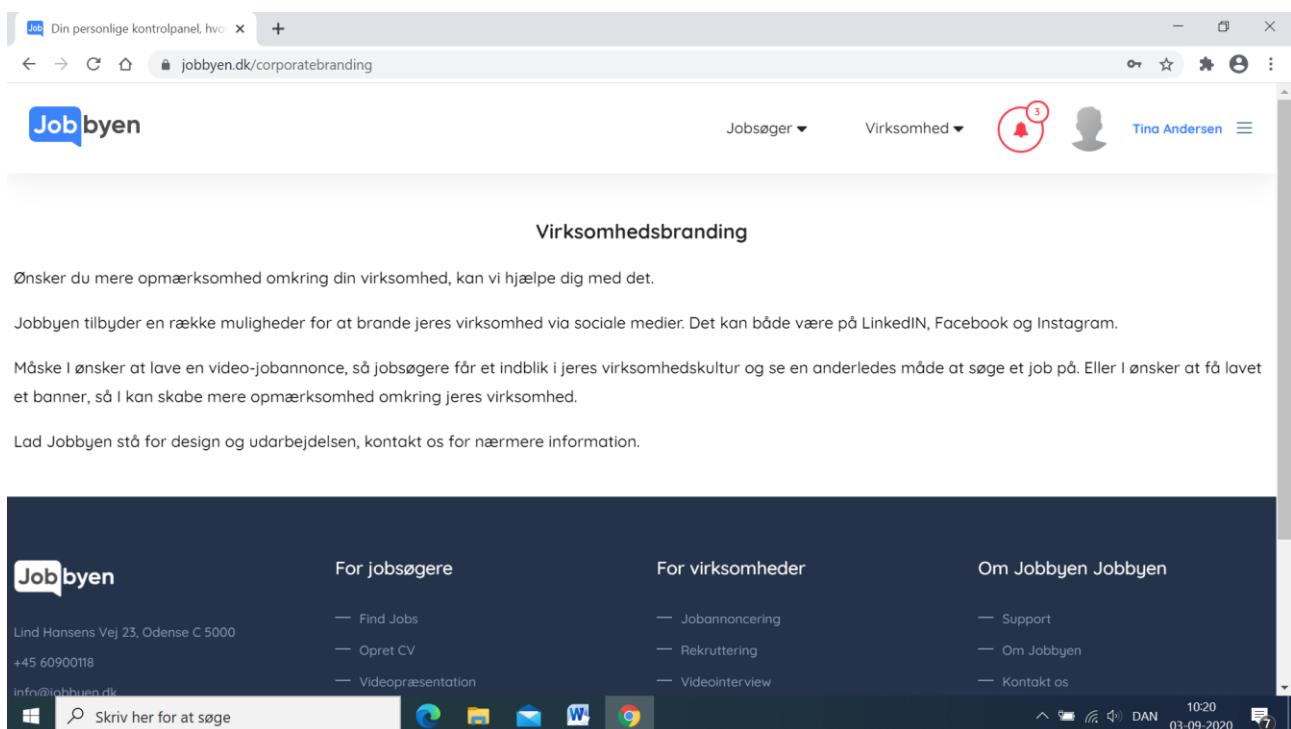 Job Din personlige kontrolpanel, hvo
jobbyen.dk/corporatebranding
Jobbyen
Jobsøger
Virksomhed
3
Tina Andersen
Virksomhedsbranding
Ønsker du mere opmærksomhed omkring din virksomhed, kan vi hjælpe dig med det.
Jobbyen tilbyder en række muligheder for at brande jeres virksomhed via sociale medier. Det kan både være på LinkedIN, Facebook og Instagram.
Måske I ønsker at lave en video-jobannonce, så jobsøgere får et indblik i jeres virksomhedskultur og se en anderledes måde at søge et job på. Eller I ønsker at få lavet
et banner, så I kan skabe mere opmærksomhed omkring jeres virksomhed.
Lad Jobbyen stå for design og udarbejdelsen, kontakt os for nærmere information.
Jobbyen
Lind Hansens Vej 23, Odense C 5000
+45 60900118
info@jobbyen.dk
For jobsøgere
— Find Jobs
— Opret CV
— Videopræsentation
For virksomheder
— Jobannoncering
— Rekruttering
— Videointerview
Om Jobbyen Jobbyen
— Support
— Om Jobbyen
— Kontakt os
Skriv her for at søge
W
DAN
10:20
03-09-2020
7